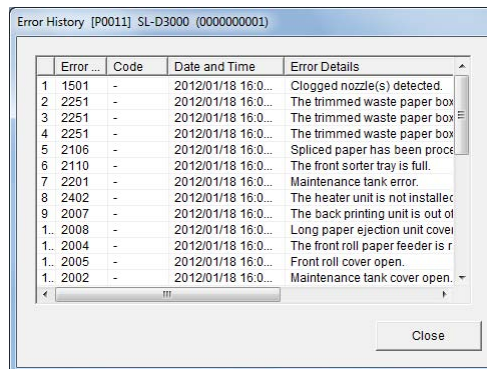 Error History [P0011] SL-D3000 (0000000001)
Error ... Code Date and Time Error Details
1 1501 - 2012/01/18 16:0... Clogged nozzle(s) detected.
2 2251 - 2012/01/18 16:0... The trimmed waste paper box
3 2251 - 2012/01/18 16:0... The trimmed waste paper box
4 2251 - 2012/01/18 16:0... The trimmed waste paper box
5 2106 - 2012/01/18 16:0... Spliced paper has been proce
6 2110 - 2012/01/18 16:0... The front sorter tray is full.
7 2201 - 2012/01/18 16:0... Maintenance tank error.
8 2402 - 2012/01/18 16:0... The heater unit is not installed
9 2007 - 2012/01/18 16:0... The back printing unit is out of
1.. 2008 - 2012/01/18 16:0... Long paper ejection unit cover
1.. 2004 - 2012/01/18 16:0... The front roll paper feeder is r
1.. 2005 - 2012/01/18 16:0... Front roll cover open.
1.. 2002 - 2012/01/18 16:0... Maintenance tank cover open.
Close